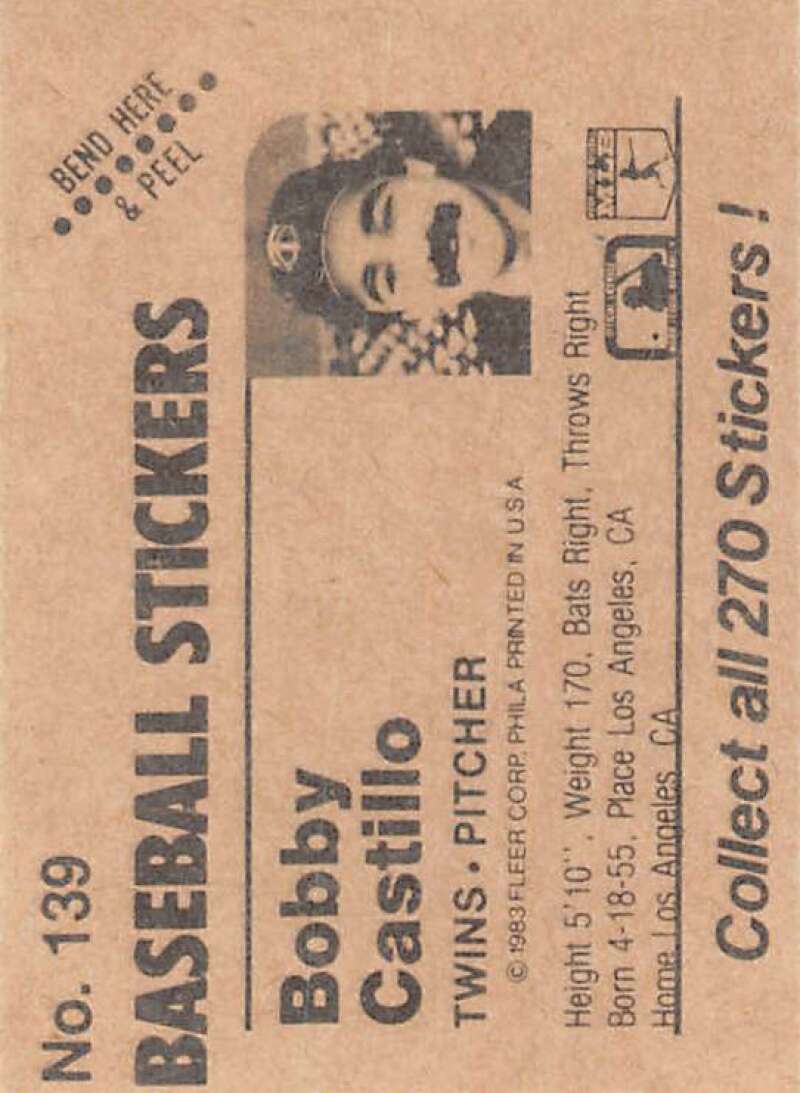 No. 139
BEND HERE
& PEEL
BASEBALL STICKERS
Bobby
Castillo
TWINS • PITCHER
© 1983 FLEER CORP. PHILA PRINTED IN USA
Height 5'10", Weight 170, Bats Right, Throws Right
Born 4-18-55, Place Los Angeles, CA
Home Los Angeles, CA
Collect all 270 Stickers!